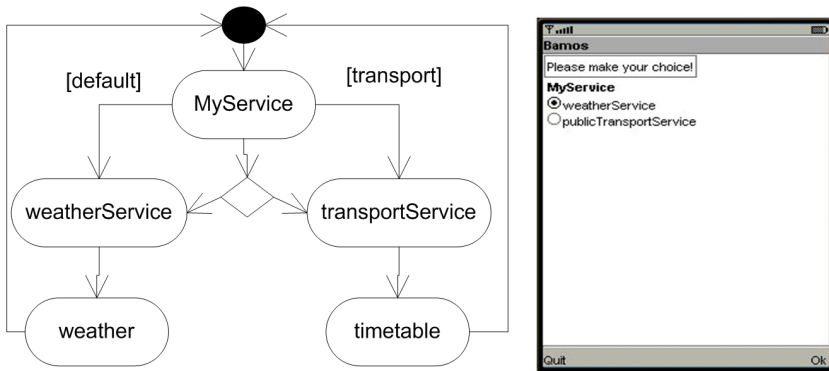 [default]
[transport]
MyService
weatherService
transportService
weather
timetable
Bamos
Please make your choice!
MyService
weatherService
publicTransportService
Quit
Ok